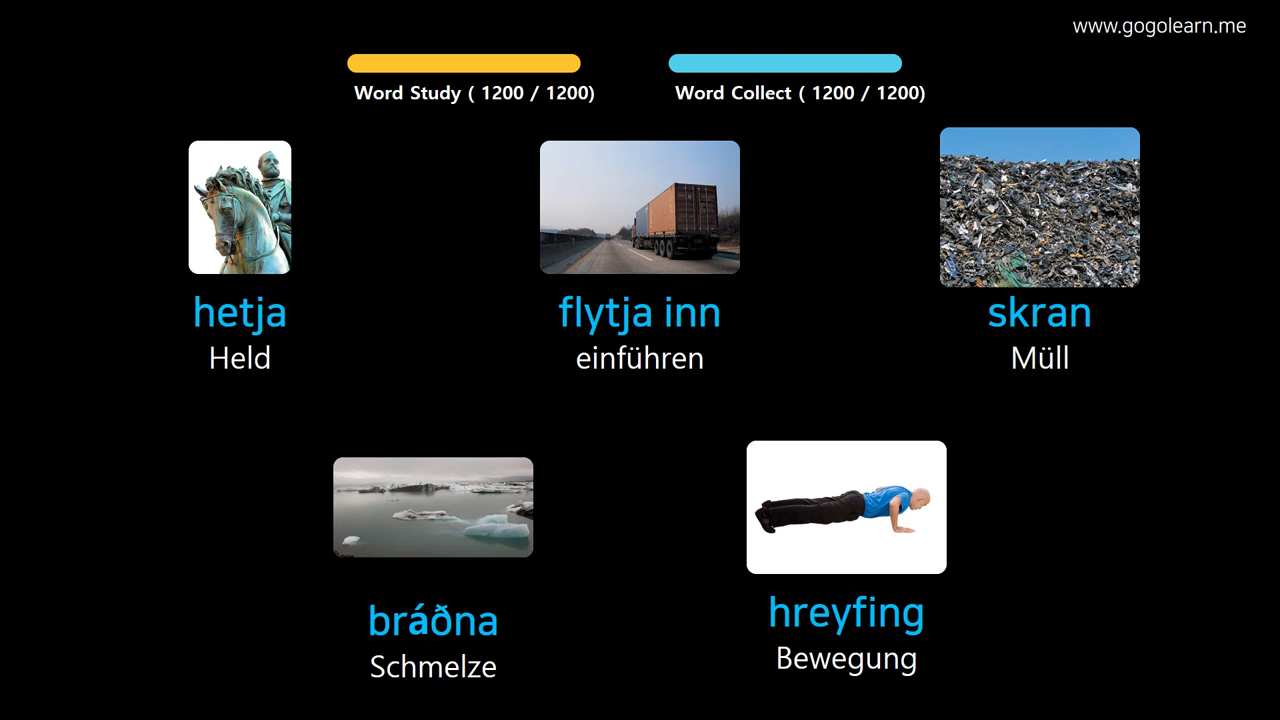 www.gogolearn.me
Word Study ( 1200 / 1200)
Word Collect ( 1200 / 1200)
hetja
Held
flytja inn
einführen
skran
Müll
bráðna
Schmelze
hreyfing
Bewegung